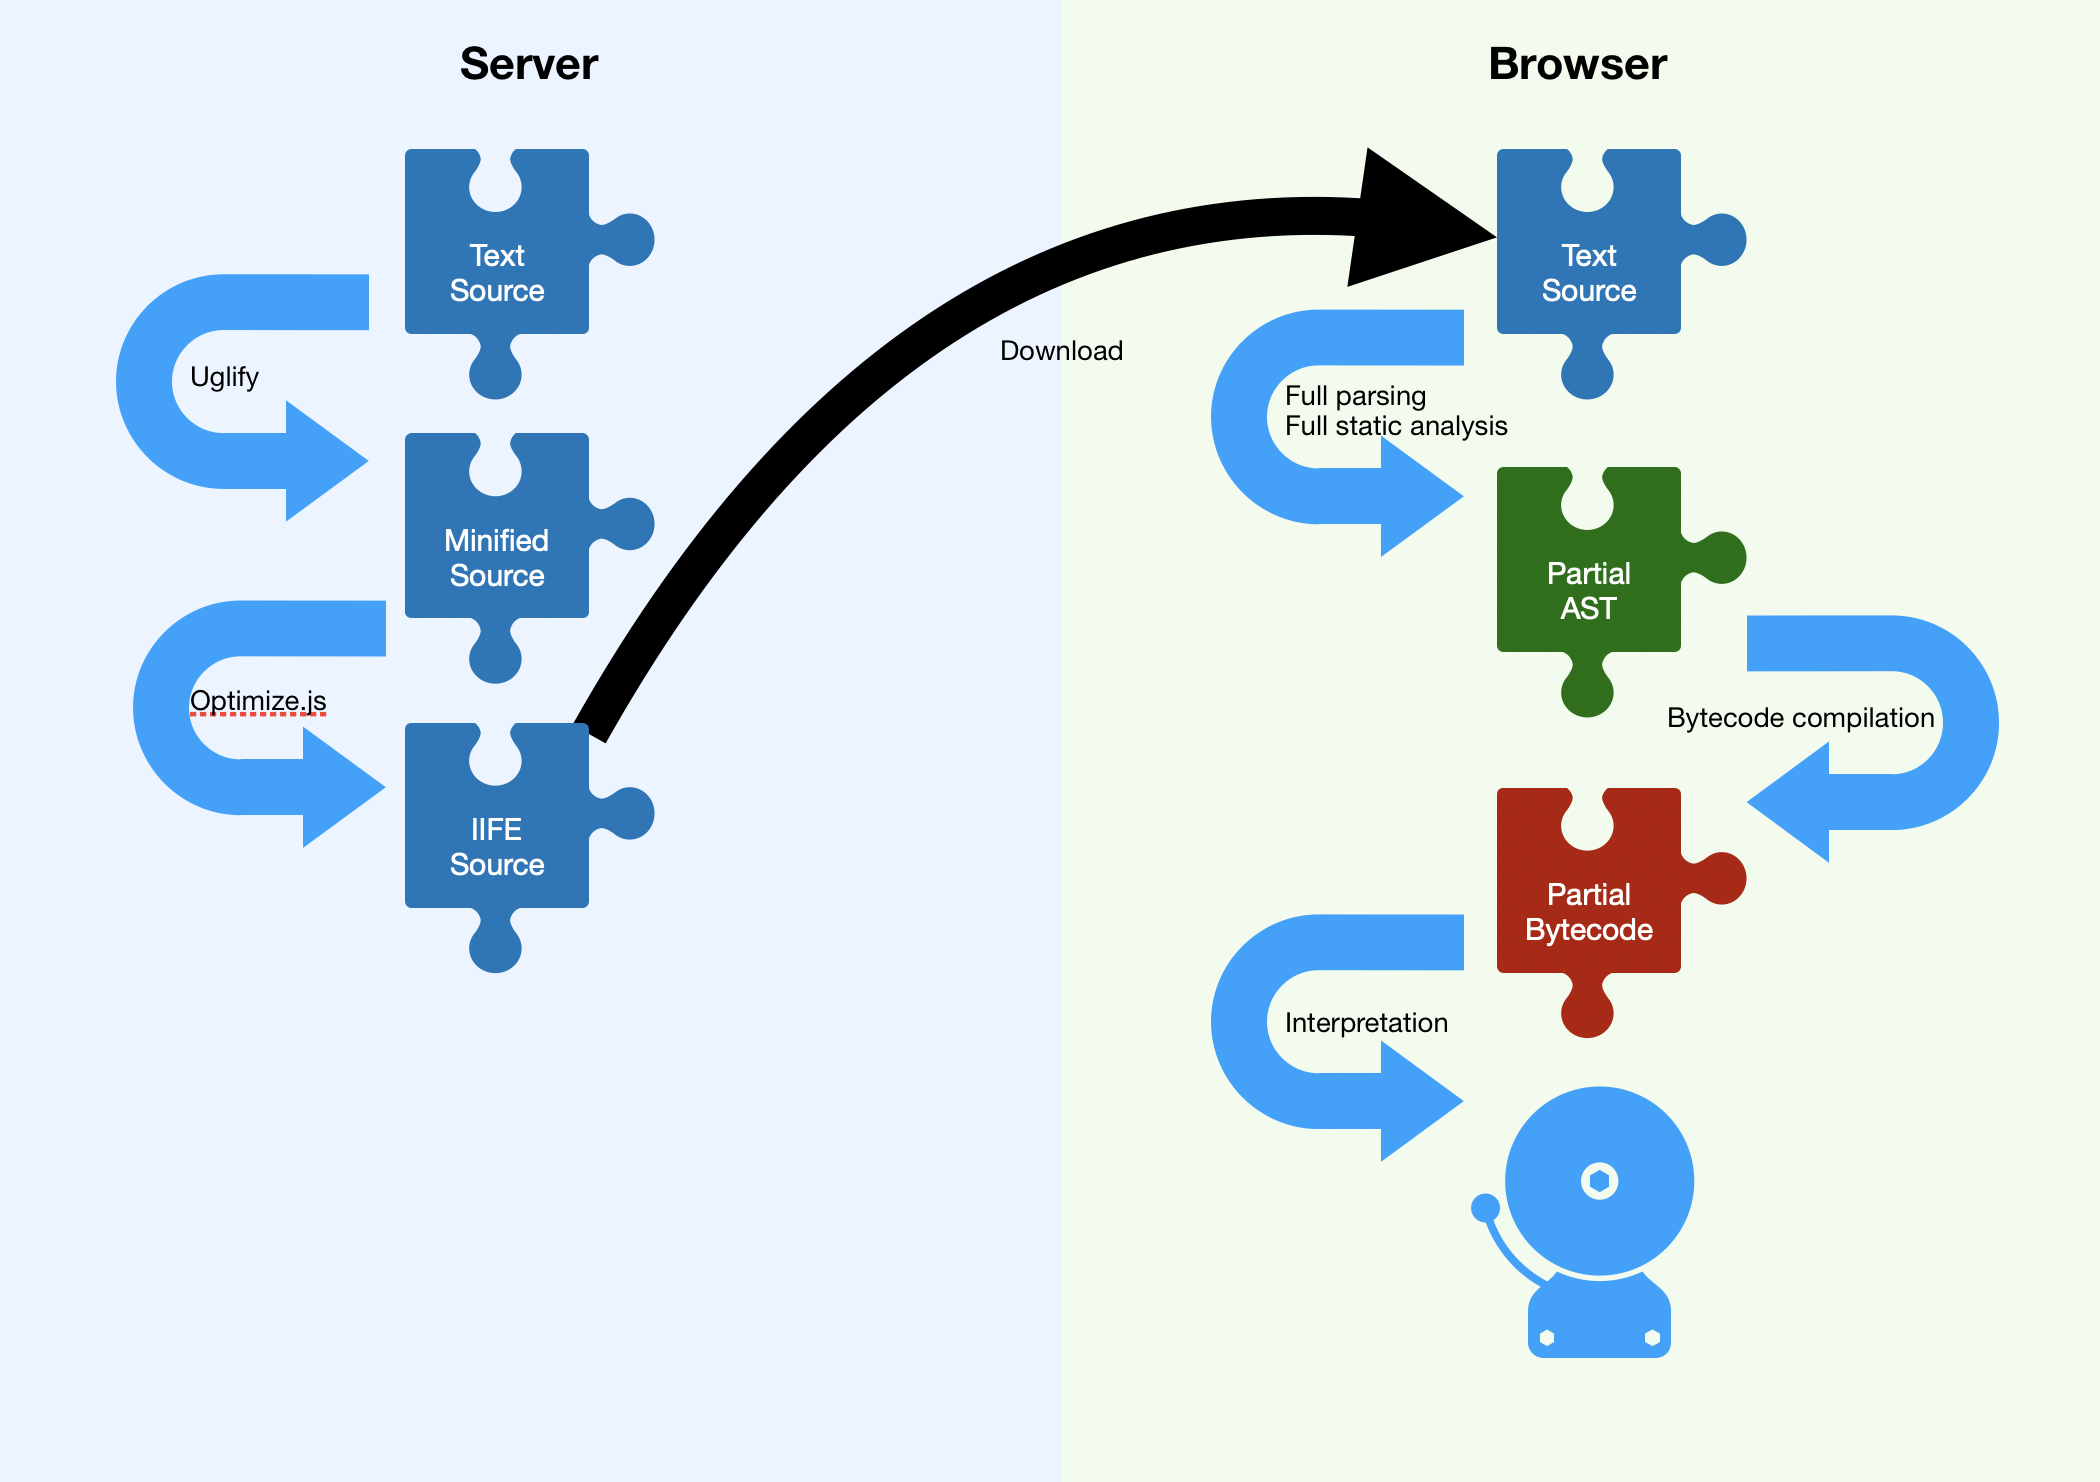 Server
Text
Source
Uglify
Minified
Source
Optimize.js
IIFE
Source
Download
Browser
Text
Source
Full parsing
Full static analysis
Partial
AST
Bytecode compilation
Partial
Bytecode
Interpretation